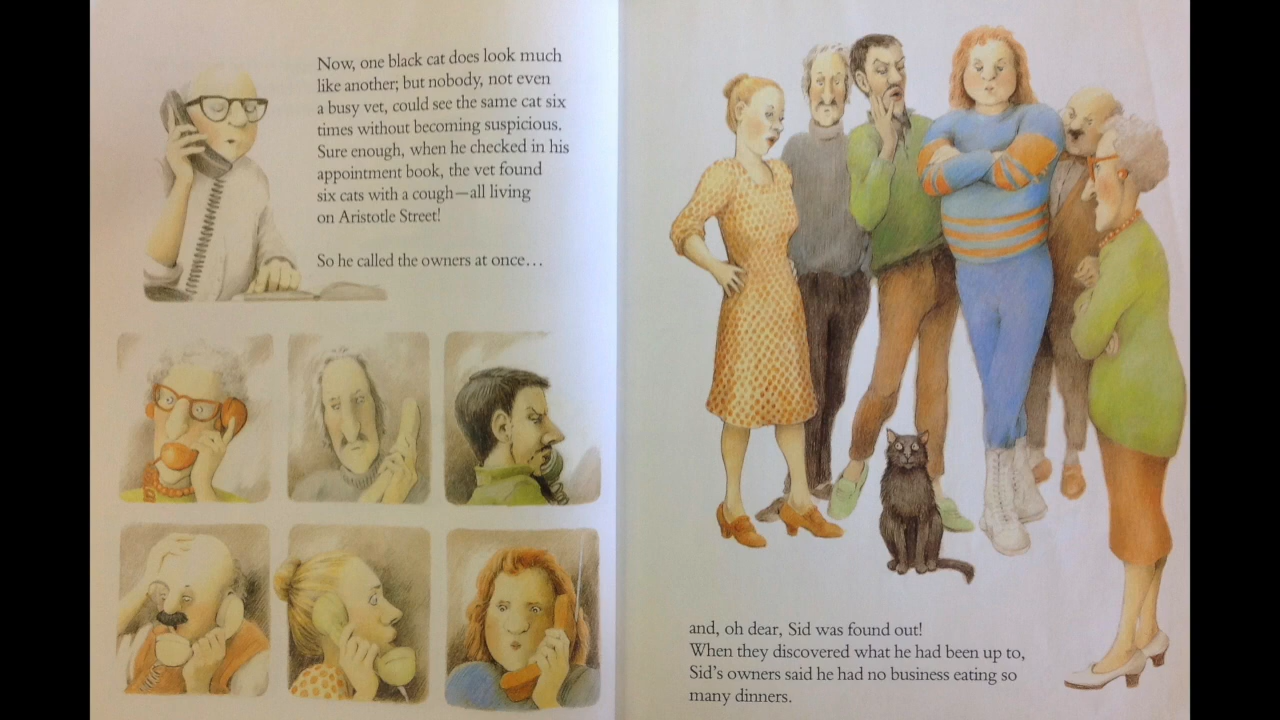 Now, one black cat does look much
like another; but nobody, not even
a busy vet, could see the same cat six
times without becoming suspicious.
Sure enough, when he checked in his
appointment book, the vet found
six cats with a cough—all living
on Aristotle Street!
So he called the owners at once…
and, oh dear, Sid was found out!
When they discovered what he had been up to,
Sid's owners said he had no business eating so
many dinners.